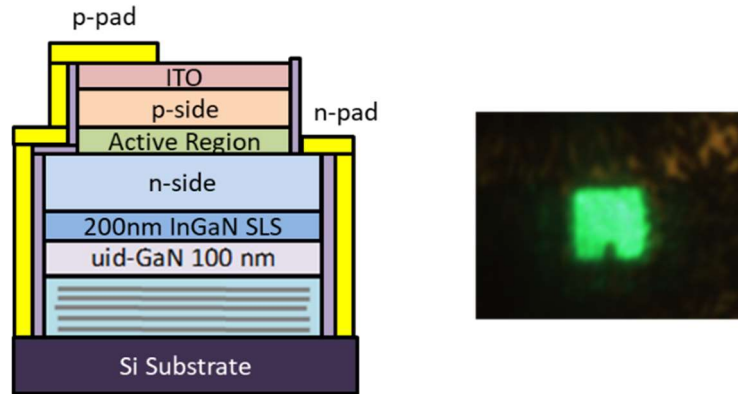 p-pad
ITO
p-side
n-pad
Active Region
n-side
200nm InGaN SLS
uid-GaN 100 nm
Si Substrate